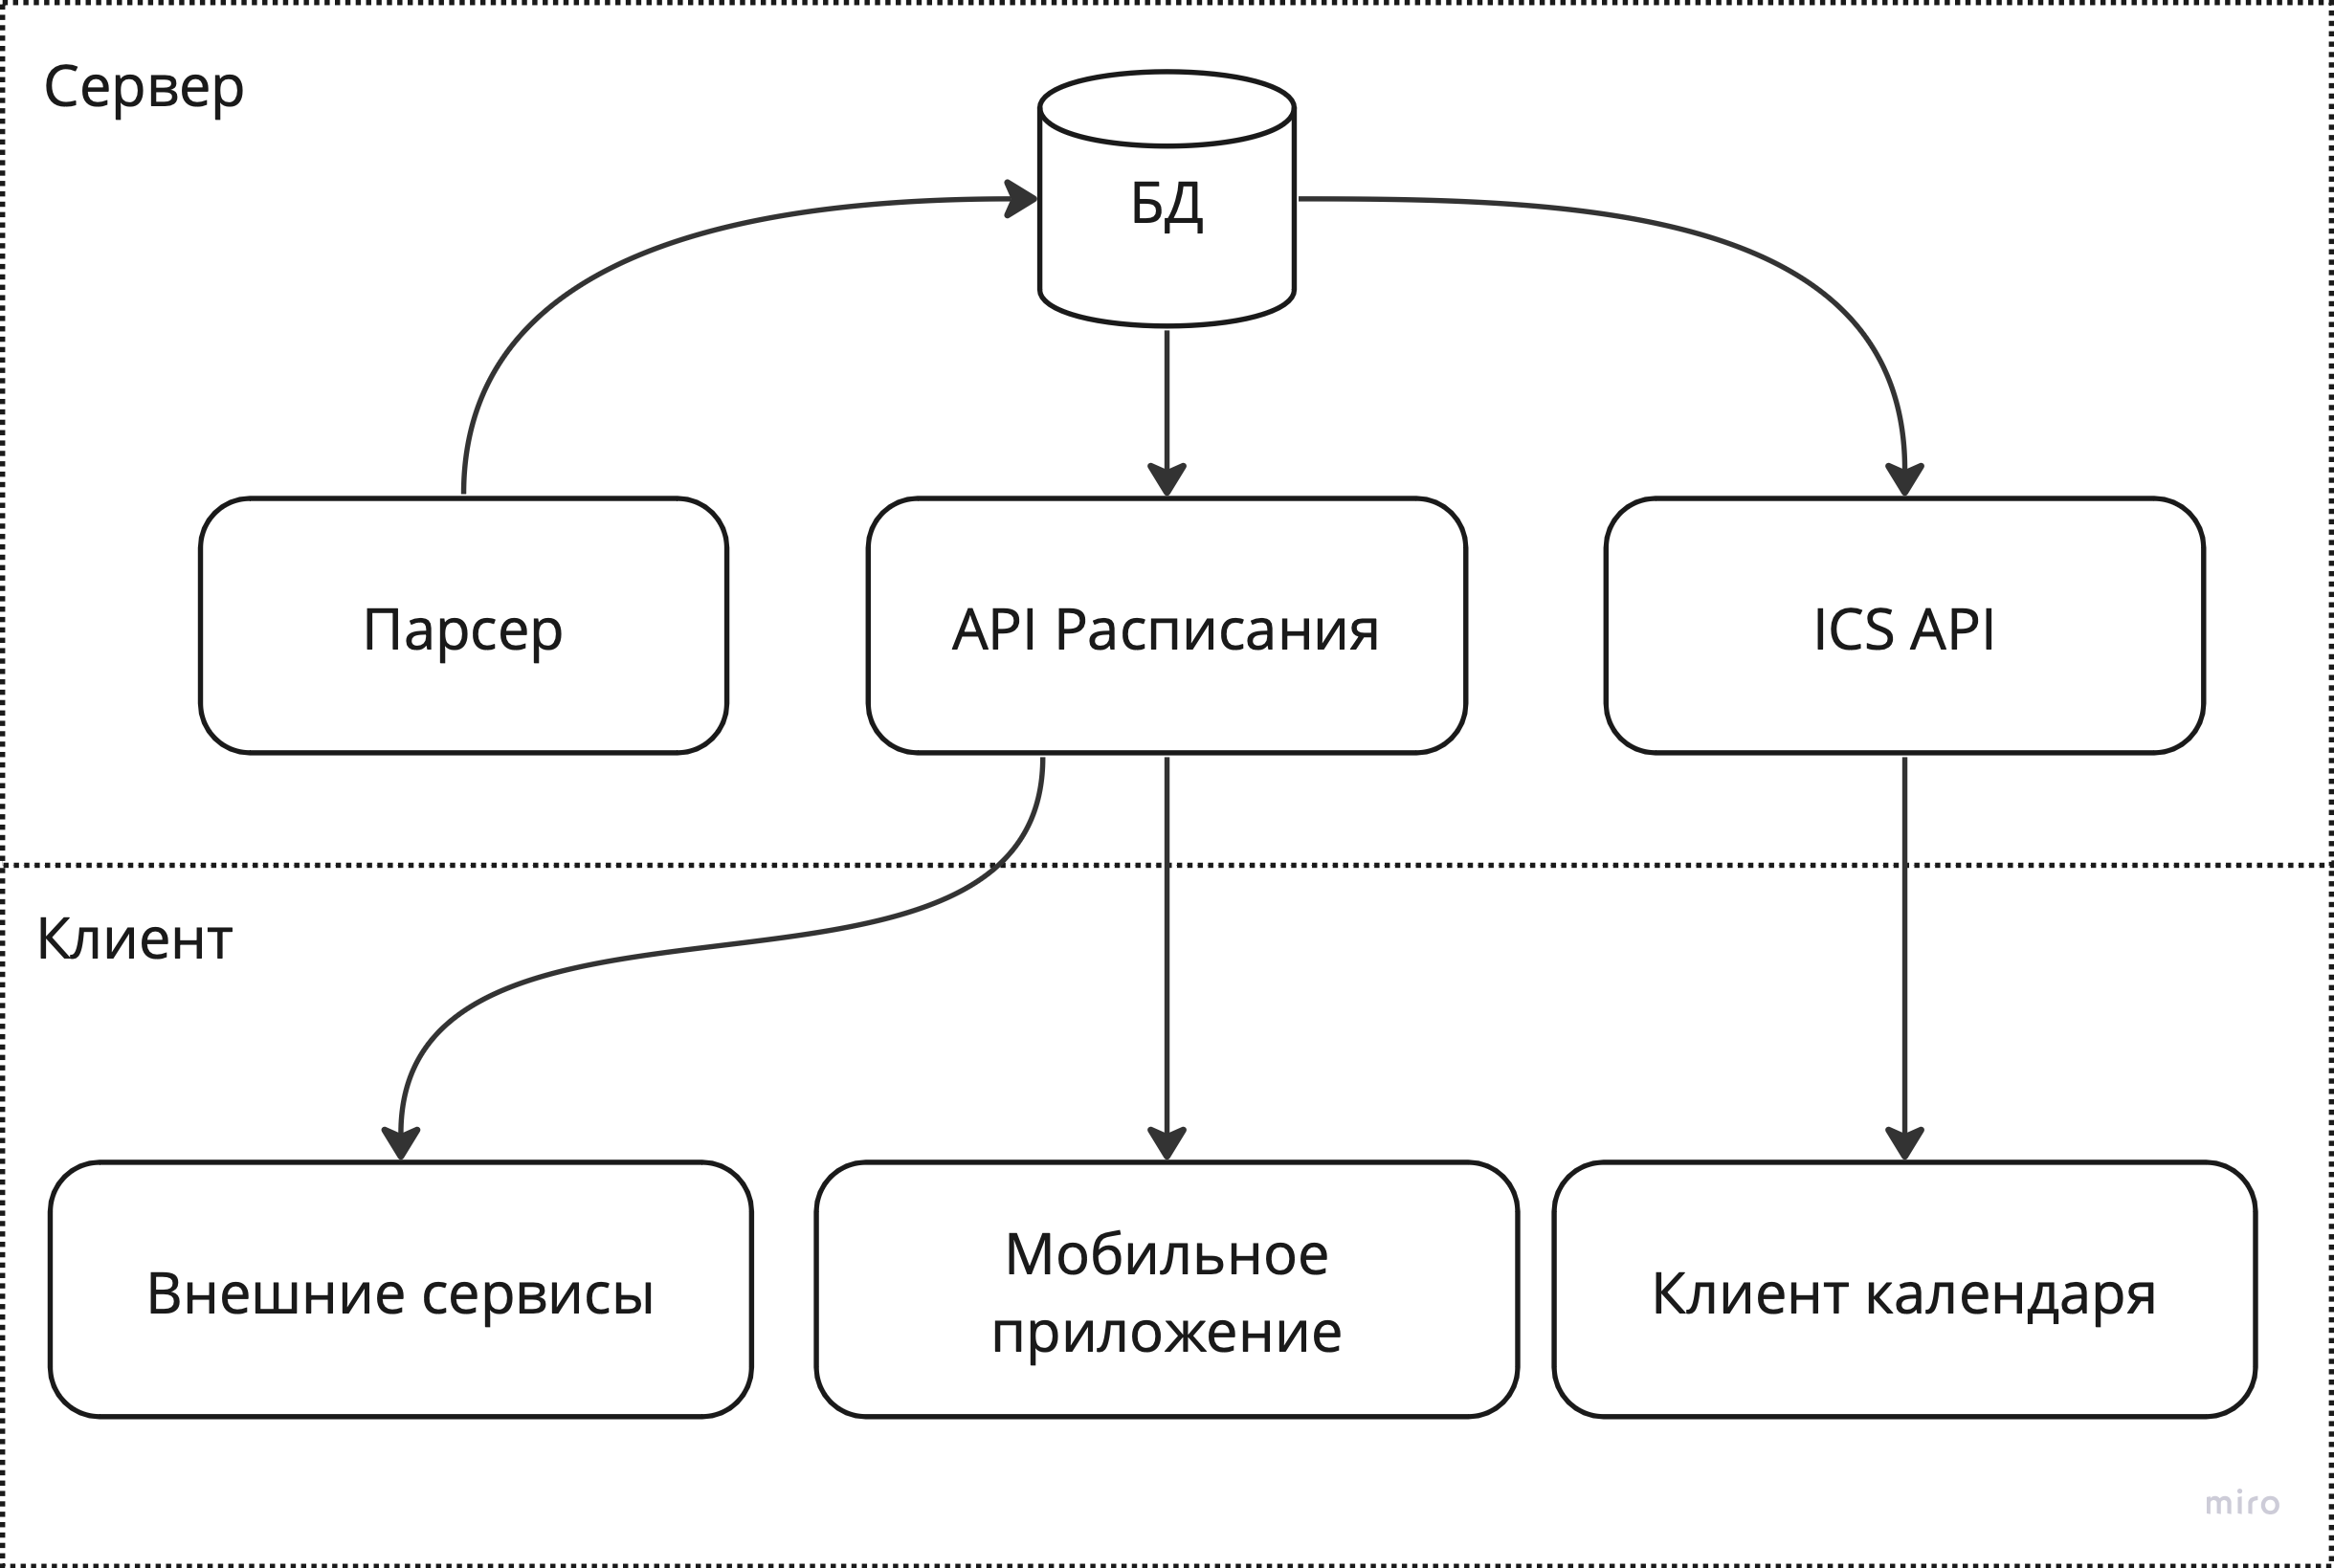 Сервер
БД
Парсер
API Расписания
ICS API
Клиент
Внешние сервисы
Мобильное
приложение
Клиент календаря
miro